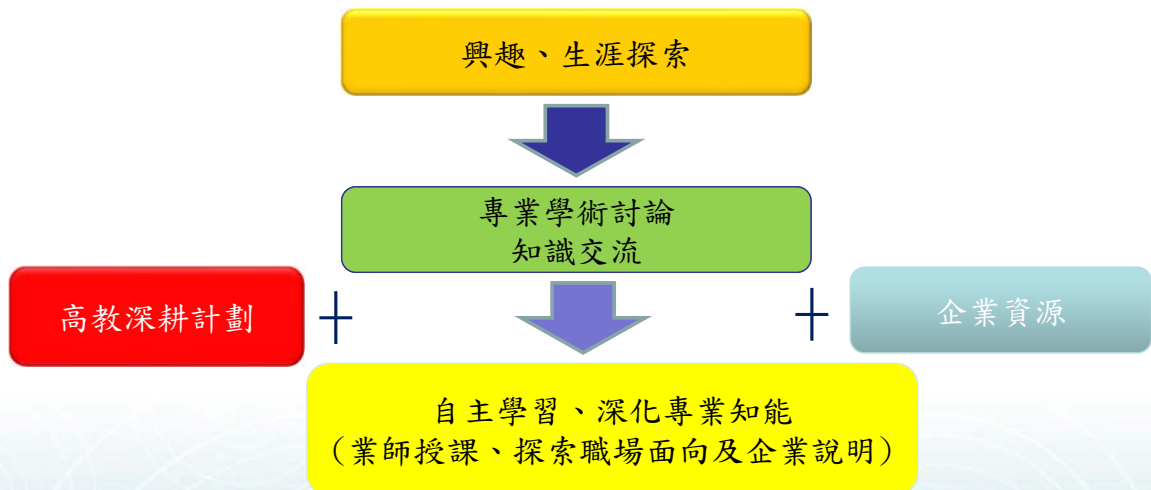 興趣、生涯探索
專業學術討論
知識交流
高教深耕計劃
+
+
企業資源
自主學習、深化專業知能
（業師授課、探索職場面向及企業說明）